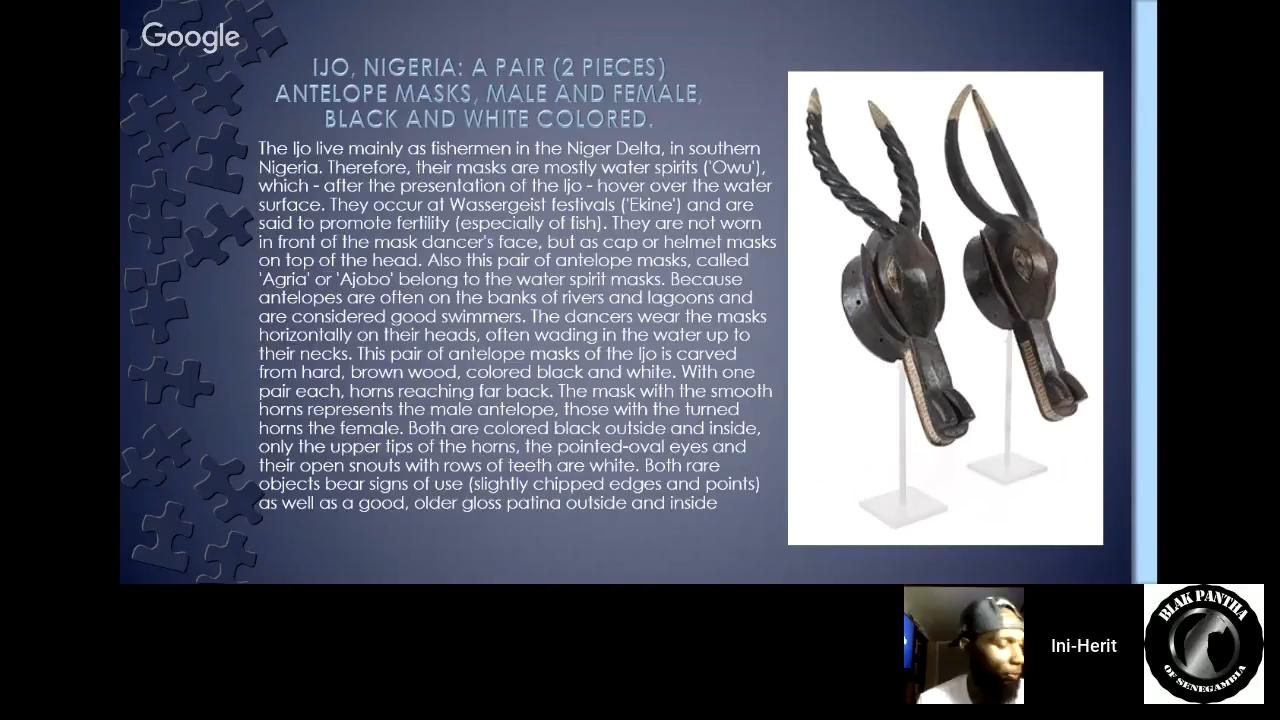 Google
IJO, NIGERIA: A PAIR (2 PIECES)
ANTELOPE MASKS, MALE AND FEMALE,
BLACK AND WHITE COLORED.
The Ijo live mainly as fishermen in the Niger Delta, in southern
Nigeria. Therefore, their masks are mostly water spirits ('Owu'),
which - after the presentation of the Ijo - hover over the water
surface. They occur at Wassergeist festivals ('Ekine') and are
said to promote fertility (especially of fish). They are not worn
in front of the mask dancer's face, but as cap or helmet masks
on top of the head. Also this pair of antelope masks, called
'Agria' or 'Ajobo' belong to the water spirit masks. Because
antelopes are often on the banks of rivers and lagoons and
are considered good swimmers. The dancers wear the masks
horizontally on their heads, often wading in the water up to
their necks. This pair of antelope masks of the Ijo is carved
from hard, brown wood, colored black and white. With one
pair each, horns reaching far back. The mask with the smooth
horns represents the male antelope, those with the turned
horns the female. Both are colored black outside and inside,
only the upper tips of the horns, the pointed-oval eyes and
their open snouts with rows of teeth are white. Both rare
objects bear signs of use (slightly chipped edges and points)
as well as a good, older gloss patina outside and inside
Ini-Herit
BLAK PANTHA
OF SENEGAMBIA